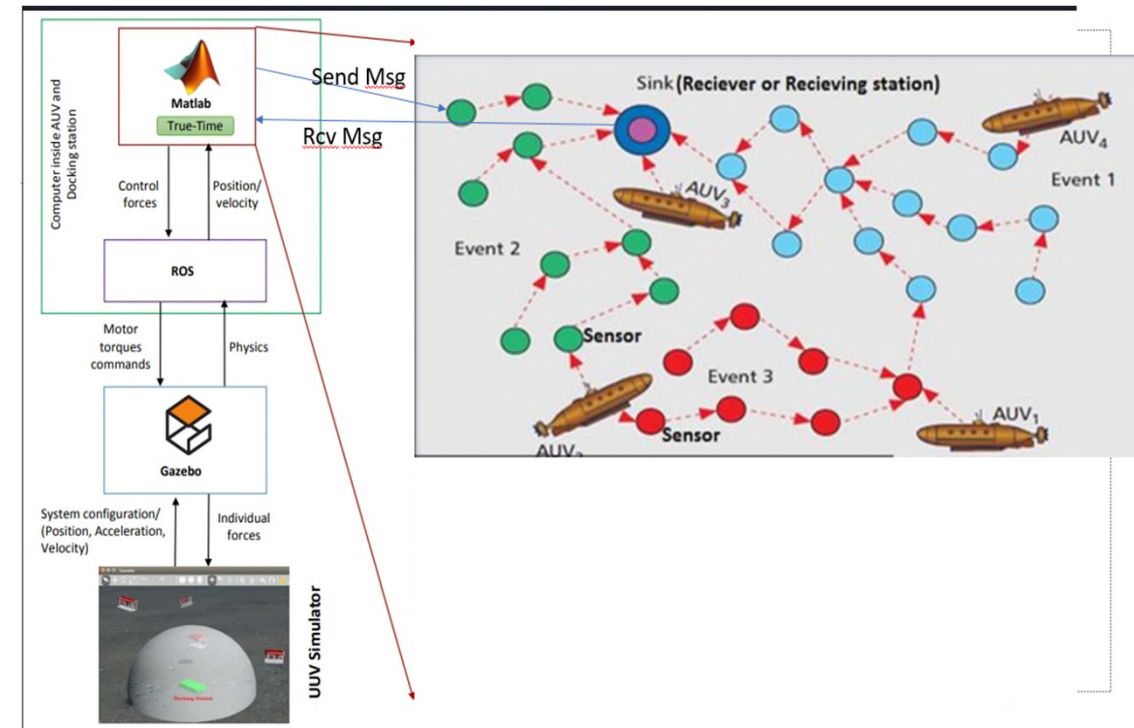 Computer inside AUV and
Docking station
Matlab
True-Time
Send Msg
Rcv Msg
Control
forces
Position/
velocity
ROS
Motor
torques
commands
Physics
Gazebo
System configuration/
(Position, Acceleration,
Velocity)
Individual
forces
Docking Station
UUV Simulator
Sink (Reciever or Recieving station)
AUV4
Event 1
AUV3
Event 2
Sensor
Event 3
AUV1
Sensor